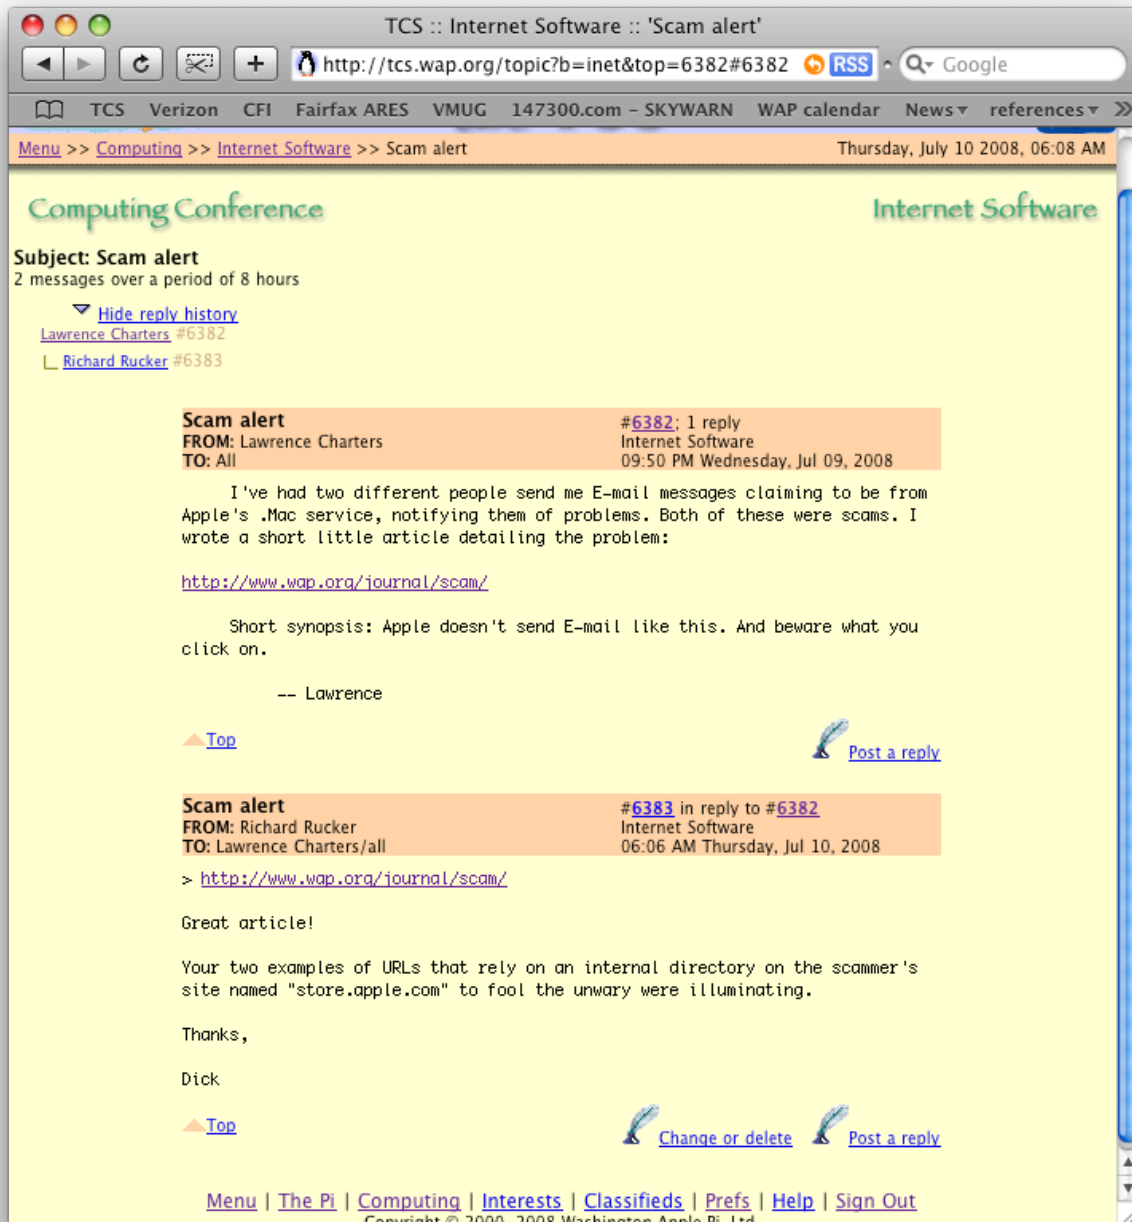 TCS :: Internet Software :: 'Scam alert'
http://tcs.wap.org/topic?b=inet&top=6382#6382 RSS Google
TCS Verizon CFI Fairfax ARES VMUG 147300.com – SKYWARN WAP calendar News references
Menu >> Computing >> Internet Software >> Scam alert Thursday, July 10 2008, 06:08 AM
Computing Conference Internet Software
Subject: Scam alert
2 messages over a period of 8 hours
Hide reply history
Lawrence Charters #6382
Richard Rucker #6383
Scam alert #6382; 1 reply
FROM: Lawrence Charters Internet Software
TO: All 09:50 PM Wednesday, Jul 09, 2008
I've had two different people send me E-mail messages claiming to be from
Apple's .Mac service, notifying them of problems. Both of these were scams. I
wrote a short little article detailing the problem:
http://www.wap.org/journal/scam/
Short synopsis: Apple doesn't send E-mail like this. And beware what you
click on.
-- Lawrence
Top Post a reply
Scam alert #6383 in reply to #6382
FROM: Richard Rucker Internet Software
TO: Lawrence Charters/all 06:06 AM Thursday, Jul 10, 2008
> http://www.wap.org/journal/scam/
Great article!
Your two examples of URLs that rely on an internal directory on the scammer's
site named "store.apple.com" to fool the unwary were illuminating.
Thanks,
Dick
Top Change or delete Post a reply
Menu | The Pi | Computing | Interests | Classifieds | Prefs | Help | Sign Out
Copyright © 2000-2008 Washington Apple Pi, Ltd.